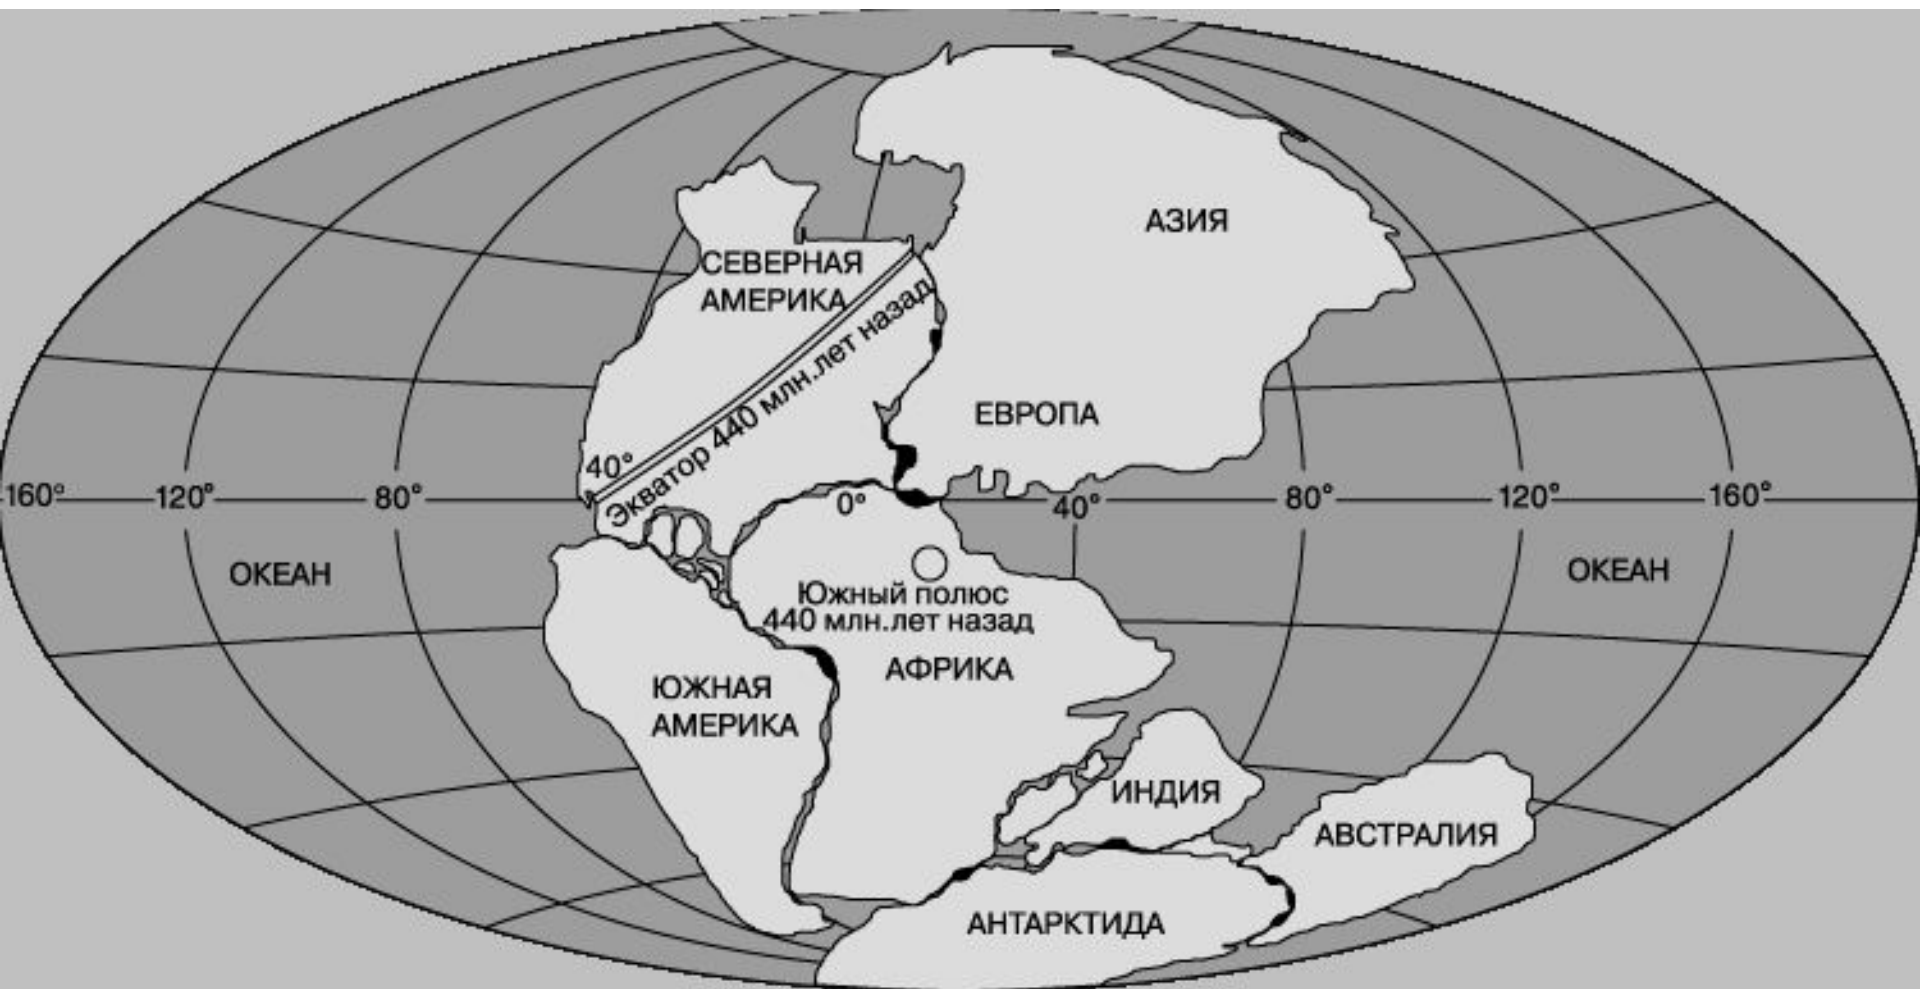 АЗИЯ
СЕВЕРНАЯ
АМЕРИКА
Экватор 440 млн.лет назад
ЕВРОПА
40°
160°
120°
80°
0°
40°
80°
120°
160°
ОКЕАН
ОКЕАН
Южный полюс
440 млн.лет назад
АФРИКА
ЮЖНАЯ
АМЕРИКА
ИНДИЯ
АВСТРАЛИЯ
АНТАРКТИДА